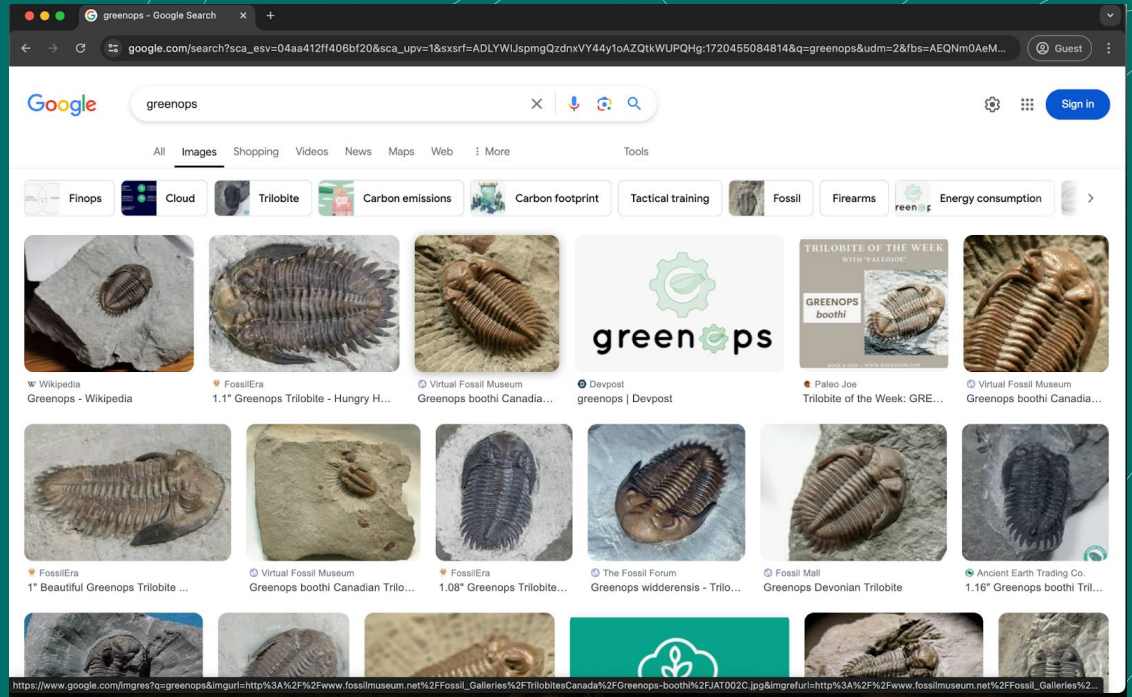 greenops - Google Search
google.com/search?sca_esv=04aa412ff406bf20&sca_upv=1&sxsrf=ADLYWIJspmgQzdnxVY44y1oAZQtkWUPQHg:1720455084814&q=greenops&udm=2&fbs=AEQNm0AeM...
Guest
Google
greenops
Sign in
All Images Shopping Videos News Maps Web More Tools
Finops Cloud Trilobite Carbon emissions Carbon footprint Tactical training Fossil Firearms Energy consumption
TRILOBITE OF THE WEEK
WITH "PALEOJOE"
GREENOPS
boothi
greenops
W Wikipedia
Greenops - Wikipedia
FossilEra
1.1" Greenops Trilobite - Hungry H...
Virtual Fossil Museum
Greenops boothi Canadia...
Devpost
greenops | Devpost
Paleo Joe
Trilobite of the Week: GRE...
Virtual Fossil Museum
Greenops boothi Canadia...
FossilEra
1" Beautiful Greenops Trilobite ...
Virtual Fossil Museum
Greenops boothi Canadian Trilo...
FossilEra
1.08" Greenops Trilobite...
The Fossil Forum
Greenops widderensis - Trilo...
Fossil Mall
Greenops Devonian Trilobite
Ancient Earth Trading Co.
1.16" Greenops boothi Tril...
https://www.google.com/imgres?q=greenops&imgurl=http%3A%2F%2Fwww.fossilmuseum.net%2FFossil_Galleries%2FTrilobitesCanada%2FGreenops-boothi%2FJAT002C.jpg&imgrefurl=http%3A%2F%2Fwww.fossilmuseum.net%2FFossil_Galleries%2...